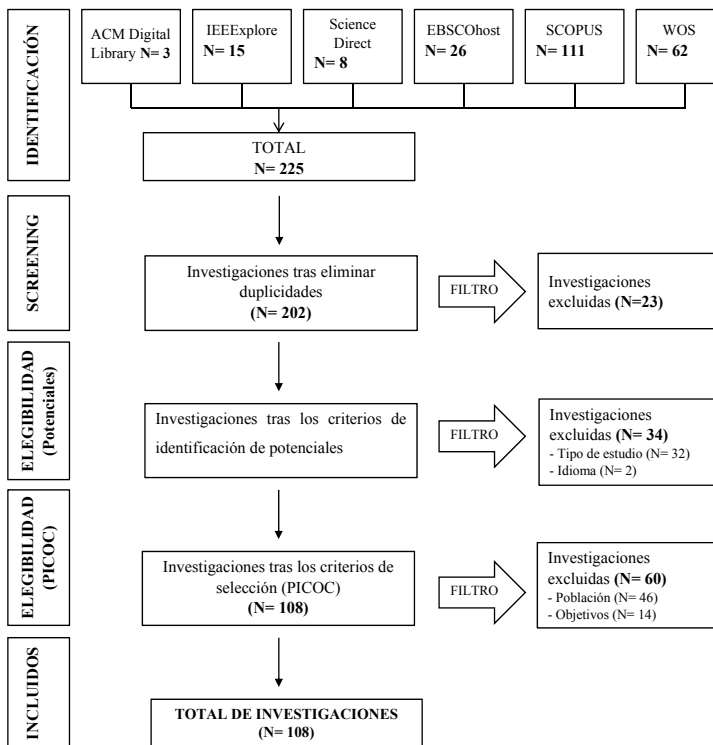 IDENTIFICACIÓN
ACM Digital
Library N= 3
IEEExplore
N= 15
Science
Direct
N= 8
EBSCOhost
N= 26
SCOPUS
N= 111
WOS
N= 62
TOTAL
N= 225
SCREENING
Investigaciones tras eliminar
duplicidades
(N= 202)
FILTRO
Investigaciones
excluidas (N=23)
ELEGIBILIDAD
(Potenciales)
Investigaciones tras los criterios de
identificación de potenciales
FILTRO
Investigaciones
excluidas (N= 34)
- Tipo de estudio (N= 32)
- Idioma (N= 2)
ELEGIBILIDAD
(PICOC)
Investigaciones tras los criterios de
selección (PICOC)
(N= 108)
FILTRO
Investigaciones
excluidas (N= 60)
- Población (N= 46)
- Objetivos (N= 14)
INCLUIDOS
TOTAL DE INVESTIGACIONES
(N= 108)